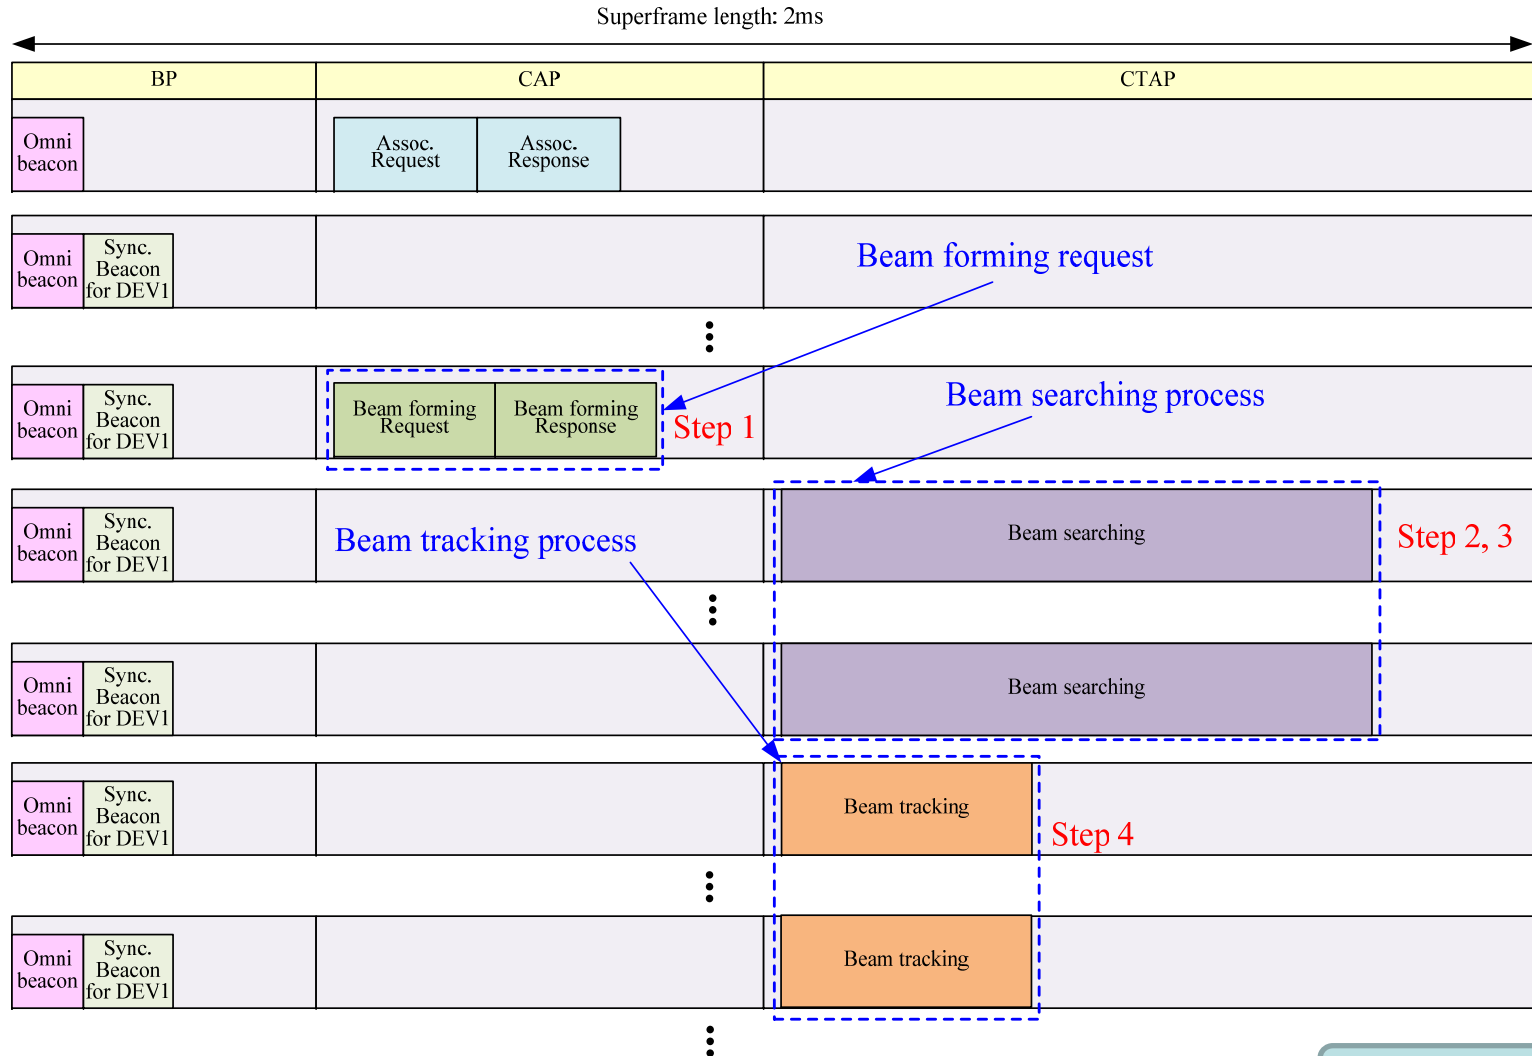 Superframe length: 2ms
BP
CAP
CTAP
Omni
beacon
Assoc.
Request
Assoc.
Response
Omni
beacon
Sync.
Beacon
for DEV1
Beam forming request
Omni
beacon
Sync.
Beacon
for DEV1
Beam forming
Request
Beam forming
Response
Step 1
Beam searching process
Omni
beacon
Sync.
Beacon
for DEV1
Beam tracking process
Beam searching
Step 2, 3
Omni
beacon
Sync.
Beacon
for DEV1
Beam searching
Omni
beacon
Sync.
Beacon
for DEV1
Beam tracking
Step 4
Omni
beacon
Sync.
Beacon
for DEV1
Beam tracking